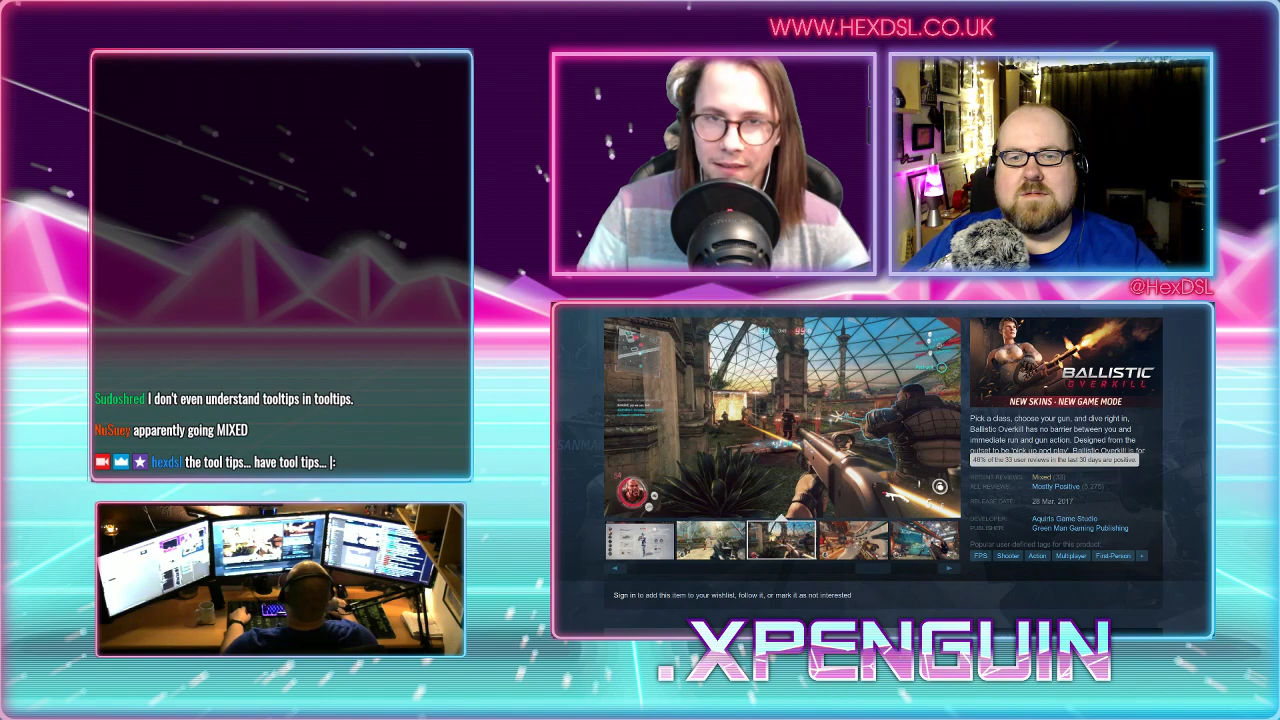 WWW.HEXDSL.CO.UK
@HexDSL
Sudoshred I don't even understand tooltips in tooltips.
NuSuey apparently going MIXED
hexdsl the tool tips... have tool tips... |:
BALLISTIC
OVERKILL
NEW SKINS - NEW GAME MODE
Pick a class, choose your gun, and dive right in,
Ballistic Overkill has no barrier between you and
immediate run and gun action. Designed from the
outset to be 'pick up and play', Ballistic Overkill is for
48% of the 33 user reviews in the last 30 days are positive.
RECENT REVIEWS: Mixed (33)
ALL REVIEWS: Mostly Positive (5,275)
RELEASE DATE: 28 Mar, 2017
DEVELOPER: Aquiris Game Studio
PUBLISHER: Green Man Gaming Publishing
Popular user-defined tags for this product:
FPS Shooter Action Multiplayer First-Person +
Sign in to add this item to your wishlist, follow it, or mark it as not interested
.XPENGUIN